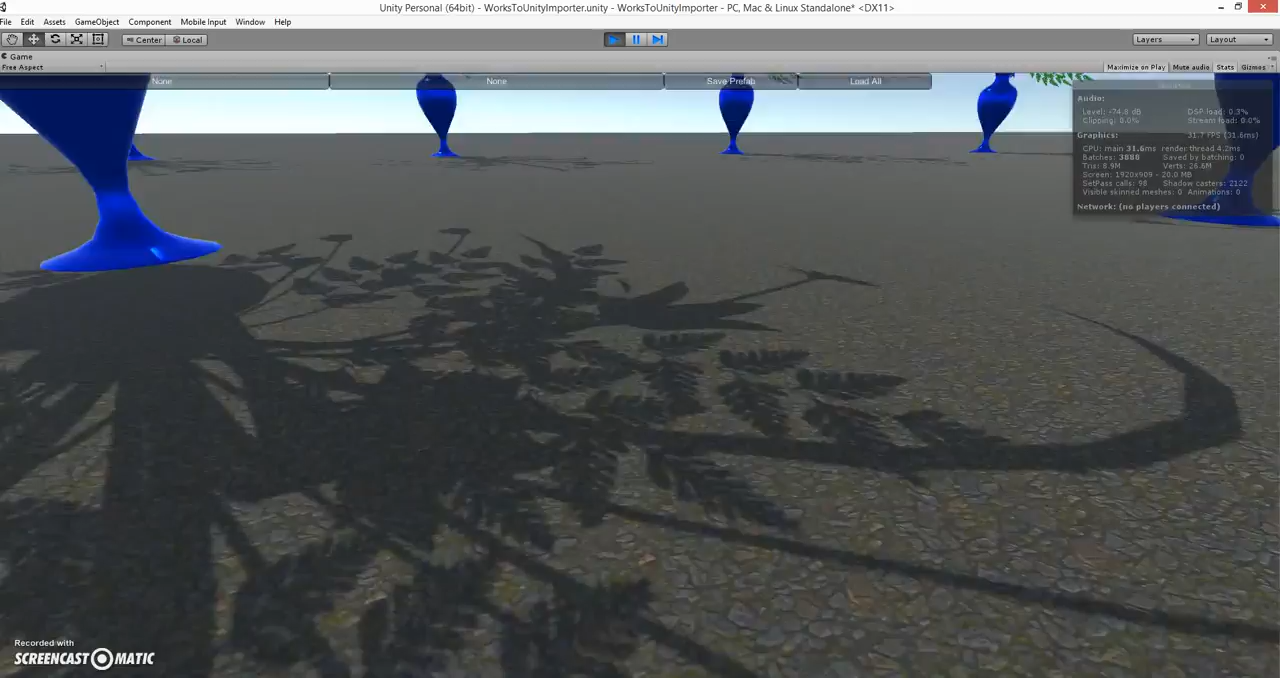 Unity Personal (64bit) - WorksToUnityImporter.unity - WorksToUnityImporter - PC, Mac & Linux Standalone* <DX11>
File Edit Assets GameObject Component Mobile Input Window Help
Center Local Layers Layout
Game
Free Aspect Maximize on Play Mute audio Stats Gizmos
None None Save Prefab Load All
Audio:
Level: -74.8 dB DSP load: 0.3%
Clipping: 0.0% Stream load: 0.0%
Graphics: 31.7 FPS (31.6ms)
CPU: main 31.6ms render thread 4.2ms
Batches: 3888 Saved by batching: 0
Tris: 8.9M Verts: 26.6M
Screen: 1920x909 - 20.0 MB
SetPass calls: 98 Shadow casters: 2122
Visible skinned meshes: 0 Animations: 0
Network: (no players connected)
Recorded with
SCREENCAST MATIC